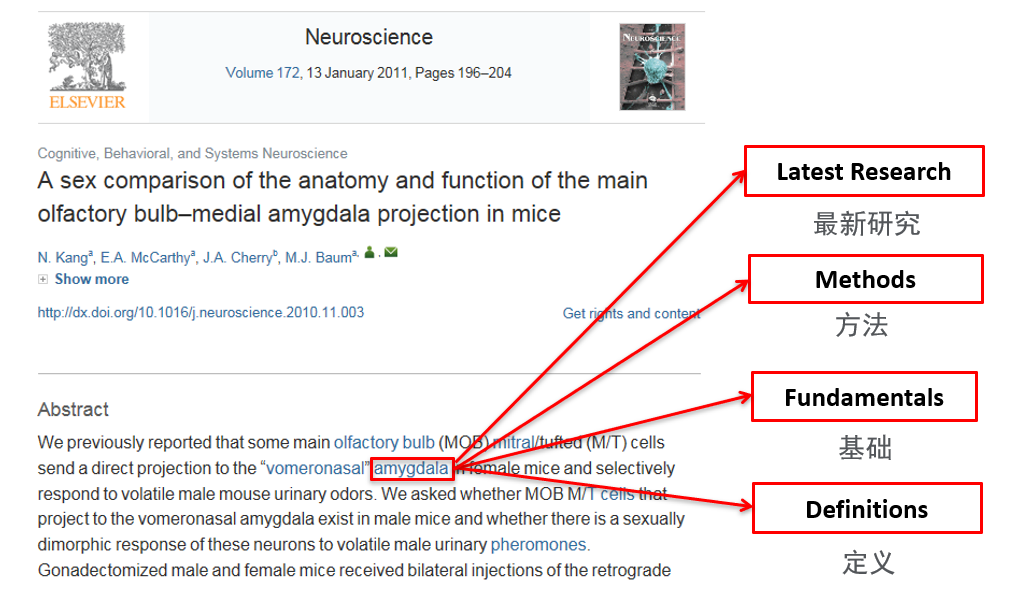 ELSEVIER
Neuroscience
Volume 172, 13 January 2011, Pages 196–204
NEUROSCIENCE
Cognitive, Behavioral, and Systems Neuroscience
A sex comparison of the anatomy and function of the main
olfactory bulb–medial amygdala projection in mice
N. Kangª, E.A. McCarthyª, J.A. Cherryᵇ, M.J. Baumª, ,
Show more
http://dx.doi.org/10.1016/j.neuroscience.2010.11.003
Get rights and content
Abstract
We previously reported that some main olfactory bulb (MOB) mitral/tufted (M/T) cells
send a direct projection to the “vomeronasal” amygdala in female mice and selectively
respond to volatile male mouse urinary odors. We asked whether MOB M/T cells that
project to the vomeronasal amygdala exist in male mice and whether there is a sexually
dimorphic response of these neurons to volatile male urinary pheromones.
Gonadectomized male and female mice received bilateral injections of the retrograde
Latest Research
最新研究
Methods
方法
Fundamentals
基础
Definitions
定义